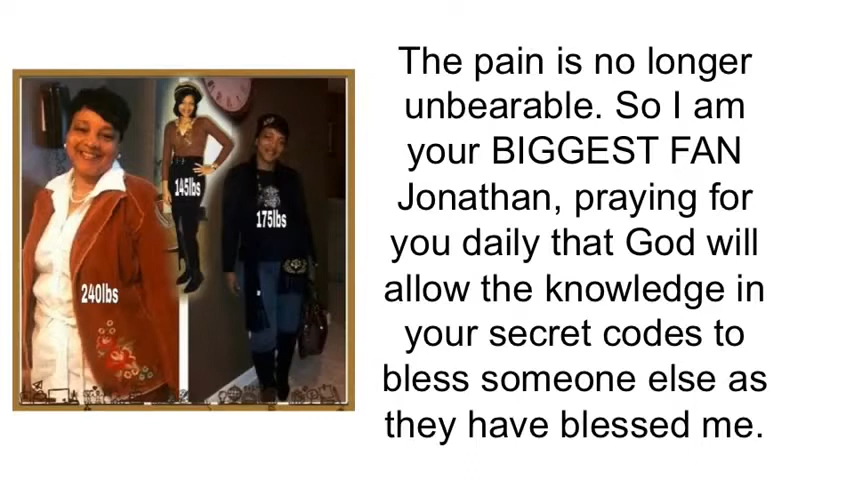 145lbs
175lbs
240lbs
The pain is no longer
unbearable. So I am
your BIGGEST FAN
Jonathan, praying for
you daily that God will
allow the knowledge in
your secret codes to
bless someone else as
they have blessed me.